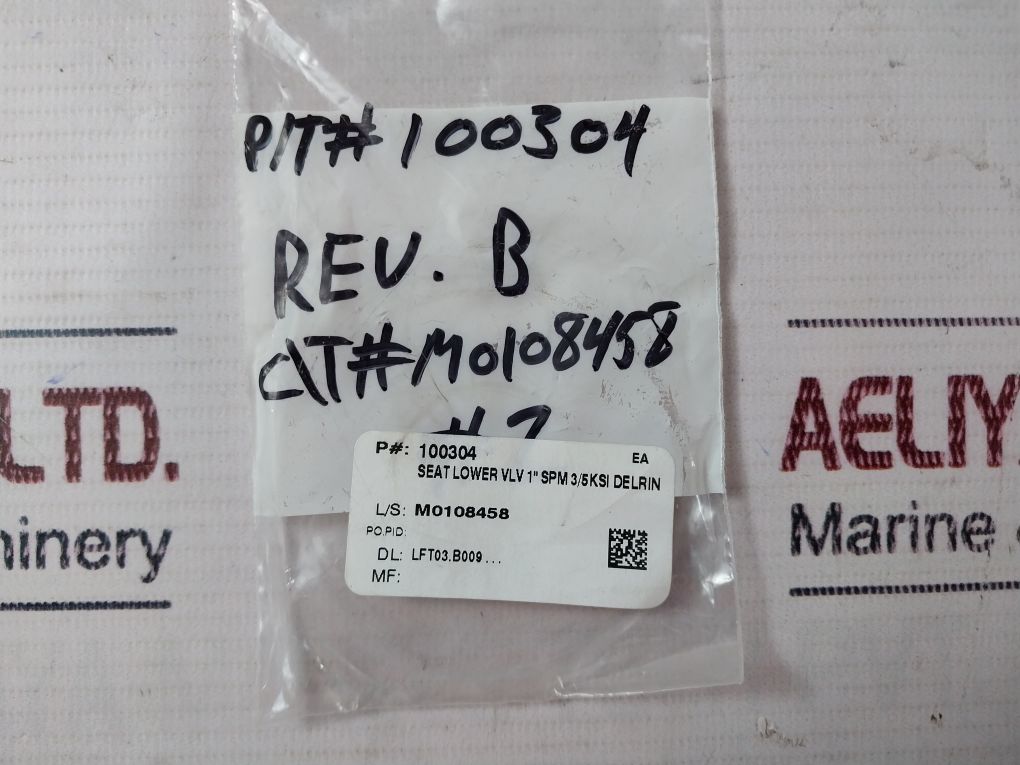 P/T# 100304
REV. B
C/T# M0108458
P#: 100304 EA
SEAT LOWER VLV 1" SPM 3/5KSI DELRIN
L/S: M0108458
PO.PID:
DL: LFT03.B009 ...
MF:
LTD.
AELIY
Marine